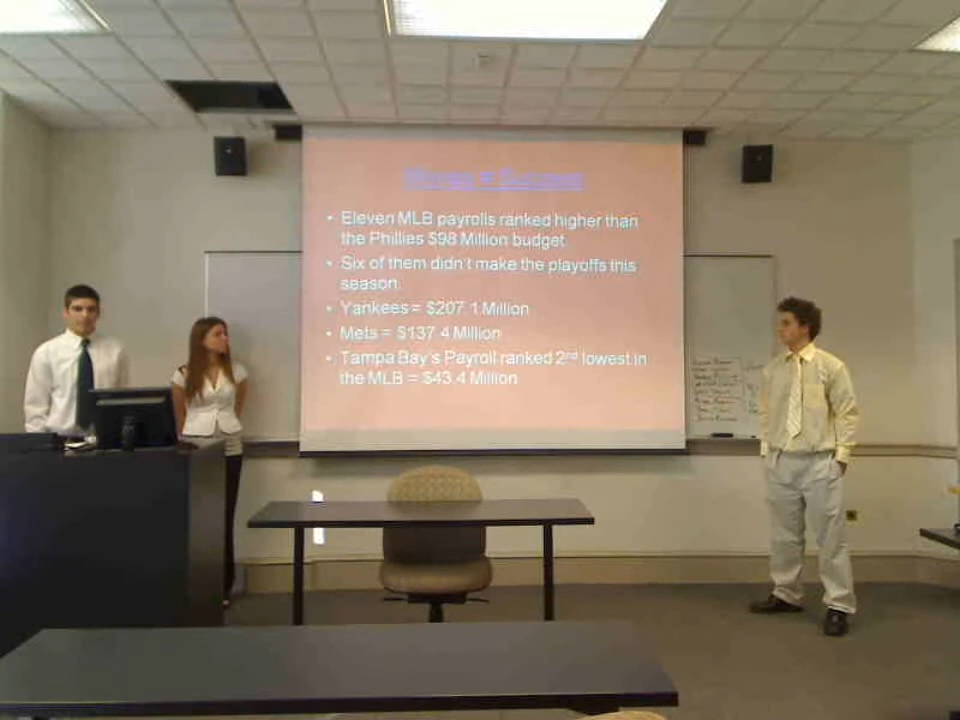 Money = Success
• Eleven MLB payrolls ranked higher than
the Phillies $98 Million budget.
• Six of them didn't make the playoffs this
season.
• Yankees = $207.1 Million
• Mets = $137.4 Million
• Tampa Bay's Payroll ranked 2nd lowest in
the MLB = $43.4 Million